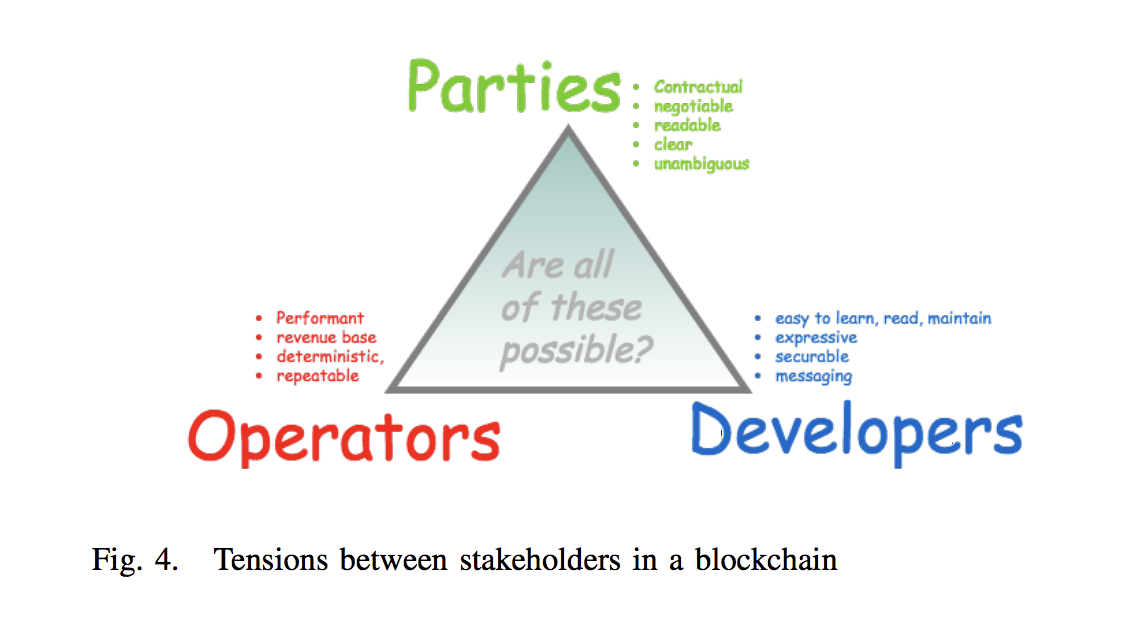 Parties
• Contractual
• negotiable
• readable
• clear
• unambiguous
Are all
of these
possible?
• Performant
• revenue base
• deterministic,
• repeatable
Operators
• easy to learn, read, maintain
• expressive
• securable
• messaging
Developers
Fig. 4. Tensions between stakeholders in a blockchain